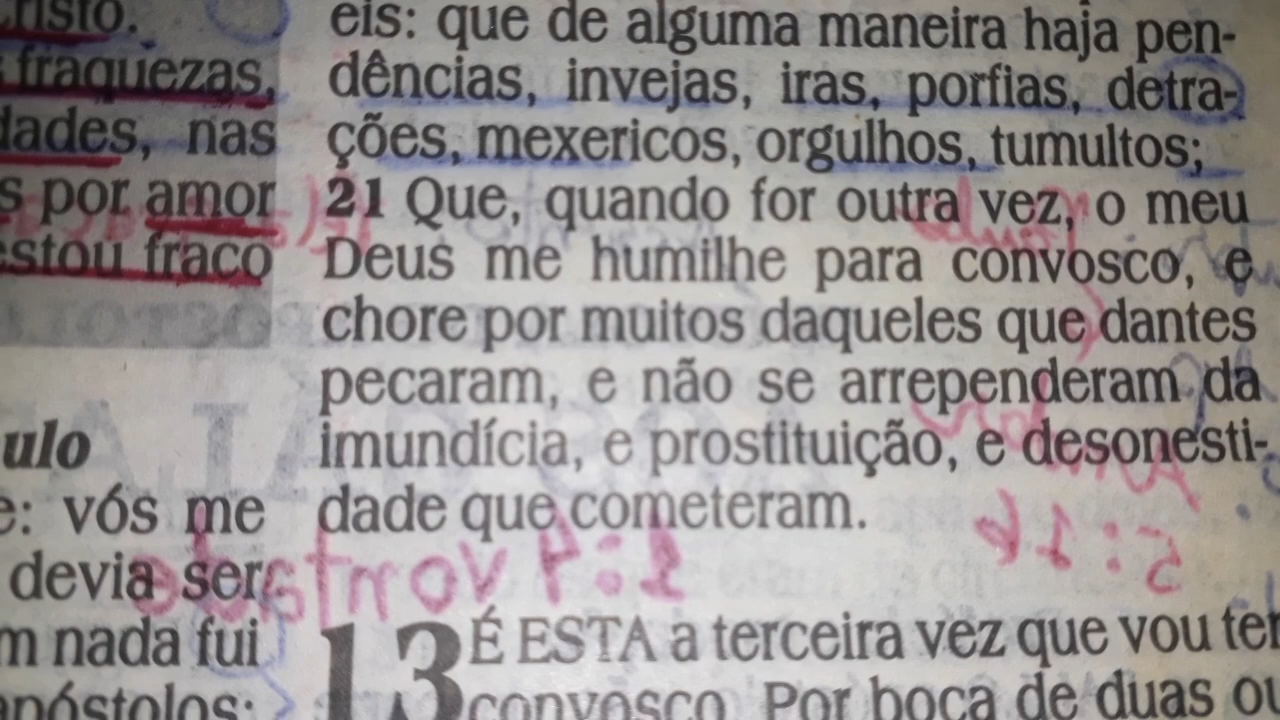 risto.
fraquezas,
dades, nas
s por amor
estou fraco
ulo
e: vós me
devia ser
m nada fui
apóstolos:
eis: que de alguma maneira haja pen-
dências, invejas, iras, porfias, detra-
ções, mexericos, orgulhos, tumultos;
21 Que, quando for outra vez, o meu
Deus me humilhe para convosco, e
chore por muitos daqueles que dantes
pecaram, e não se arrependeram da
imundícia, e prostituição, e desonesti-
dade que cometeram.
13 É ESTA a terceira vez que vou ter
convosco. Por boca de duas ou